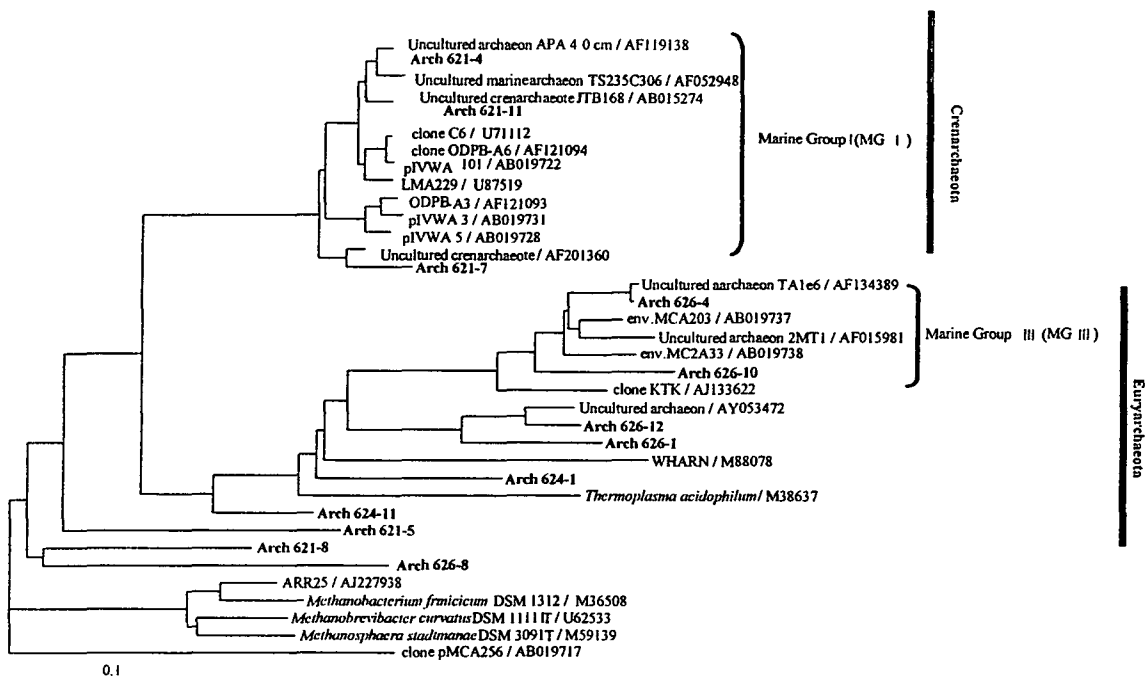 Uncultured archaeon APA 4 0 cm / AF119138
Arch 621-4
Uncultured marinearchaeon TS235C306 / AF052948
Uncultured crenarchaeote JTB168 / AB015274
Arch 621-11
clone C6 / U71112
clone ODPB-A6 / AF121094
pIVWA 101 / AB019722
LMA229 / U87519
ODPB-A3 / AF121093
pIVWA 3 / AB019731
pIVWA 5 / AB019728
Uncultured crenarchaeote / AF201360
Arch 621-7
Marine Group I (MG I)
Crenarchaeota
Uncultured aarchaeon TA1e6 / AF134389
Arch 626-4
env.MCA203 / AB019737
Uncultured archaeon 2MT1 / AF015981
env.MC2A33 / AB019738
Arch 626-10
clone KTK / AJ133622
Marine Group III (MG III)
Uncultured archaeon / AY053472
Arch 626-12
Arch 626-1
WHARN / M88078
Arch 624-1
Thermoplasma acidophilum / M38637
Arch 624-11
Arch 621-5
Arch 621-8
Arch 626-8
Euryarchaeota
ARR25 / AJ227938
Methanobacterium frmicicum DSM 1312 / M36508
Methanobrevibacter curvatus DSM 11111T / U62533
Methanosphaera stadtmanae DSM 3091T / M59139
clone pMCA256 / AB019717
0.1